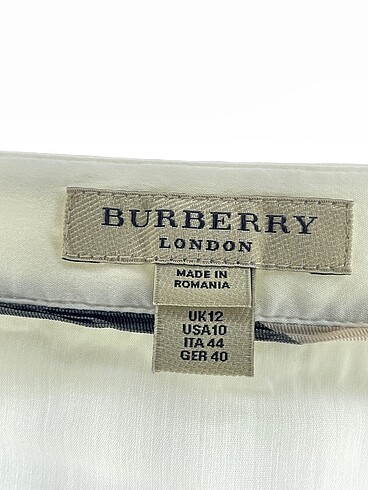 BURBERRY
LONDON
MADE IN
ROMANIA
UK12
USA10
ITA 44
GER 40